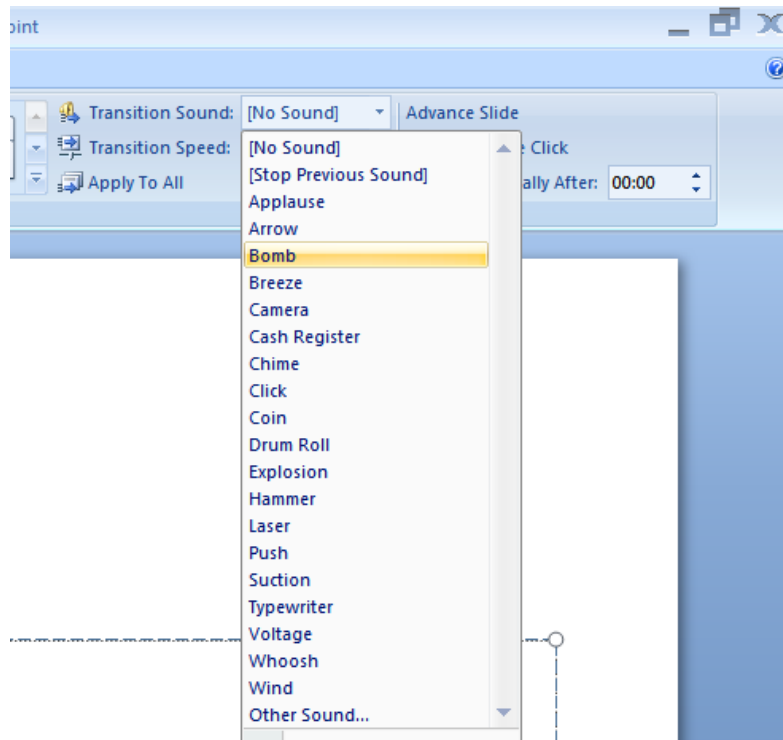 oint
Transition Sound: [No Sound] Advance Slide
Transition Speed: Click
Apply To All ally After: 00:00
[No Sound]
[Stop Previous Sound]
Applause
Arrow
Bomb
Breeze
Camera
Cash Register
Chime
Click
Coin
Drum Roll
Explosion
Hammer
Laser
Push
Suction
Typewriter
Voltage
Whoosh
Wind
Other Sound...